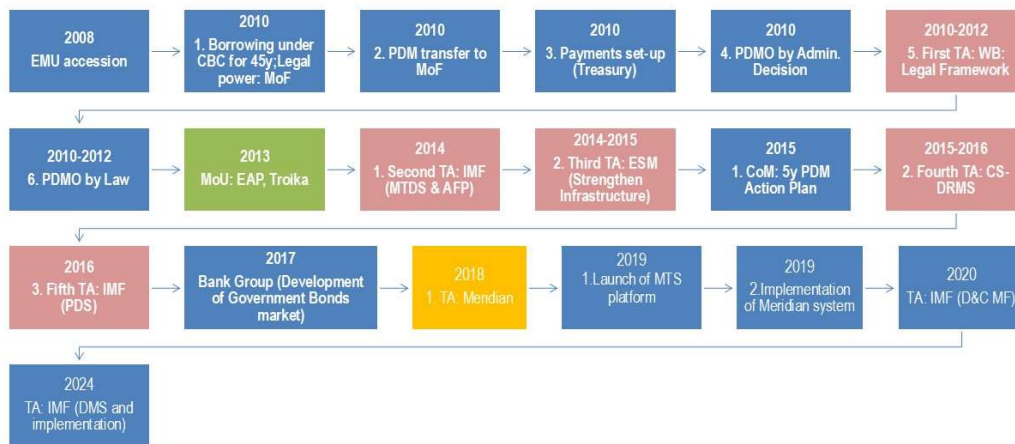 2008
EMU accession
2010
1. Borrowing under
CBC for 45y;Legal
power: MoF
2010
2. PDM transfer to
MoF
2010
3. Payments set-up
(Treasury)
2010
4. PDMO by Admin.
Decision
2010-2012
5. First TA: WB:
Legal Framework
2010-2012
6. PDMO by Law
2013
MoU: EAP, Troika
2014
1. Second TA: IMF
(MTDS & AFP)
2014-2015
2. Third TA: ESM
(Strengthen
Infrastructure)
2015
1. CoM: 5y PDM
Action Plan
2015-2016
2. Fourth TA: CS-
DRMS
2016
3. Fifth TA: IMF
(PDS)
2017
Bank Group (Development of
Government Bonds
market)
2018
1. TA: Meridian
2019
1.Launch of MTS
platform
2019
2.Implementation
of Meridian system
2020
TA: IMF (D&C MF)
2024
TA: IMF (DMS and
implementation)